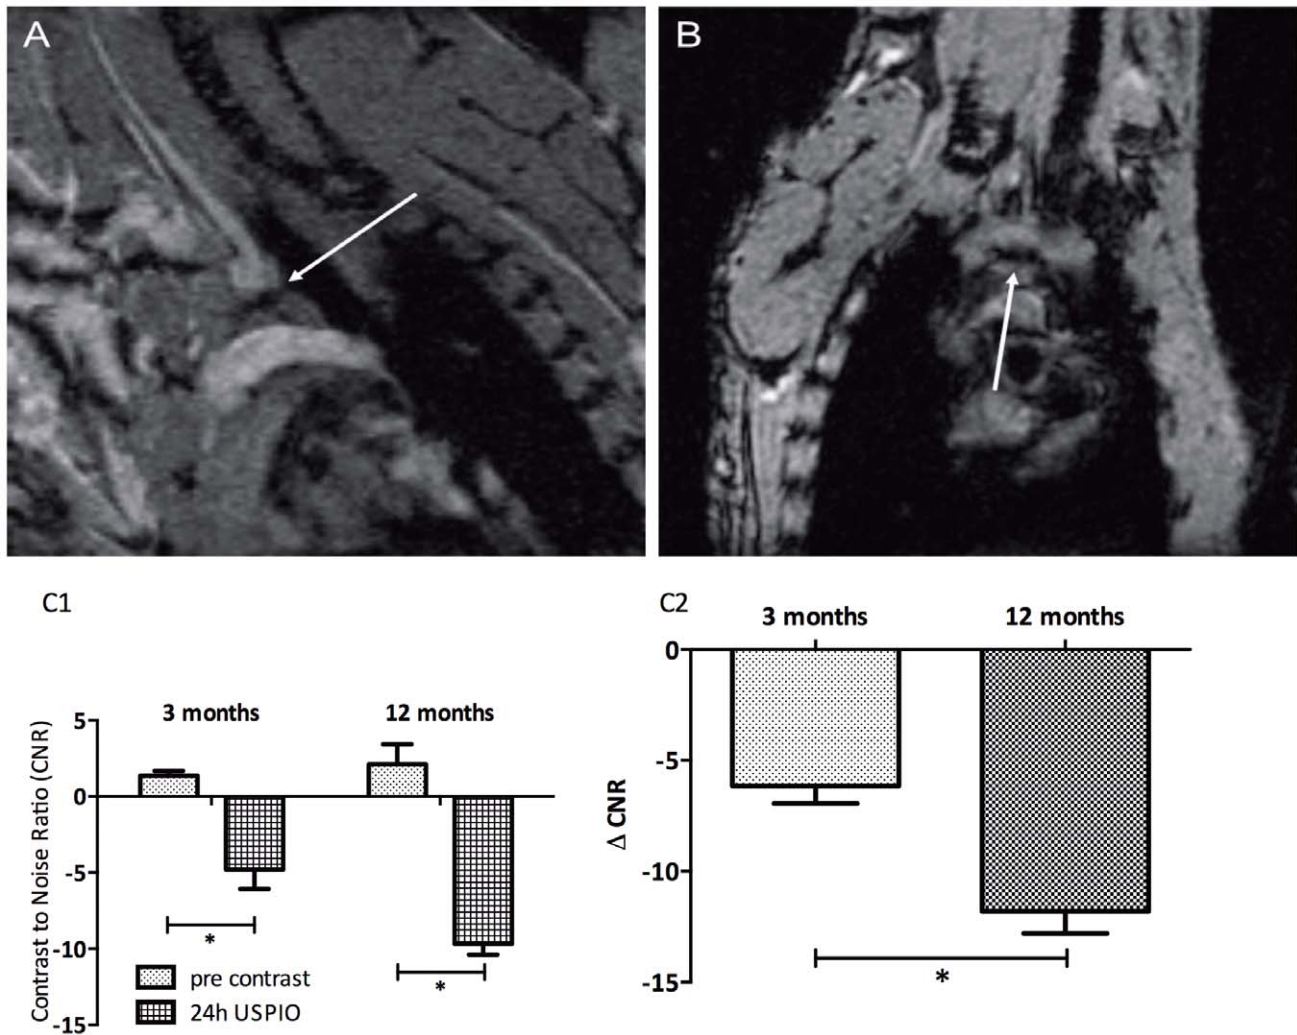 A
B
C1
3 months 12 months
Contrast to Noise Ratio (CNR)
5
0
-5
-10
-15
*
*
pre contrast
24h USPIO
C2
3 months 12 months
Δ CNR
0
-5
-10
-15
*